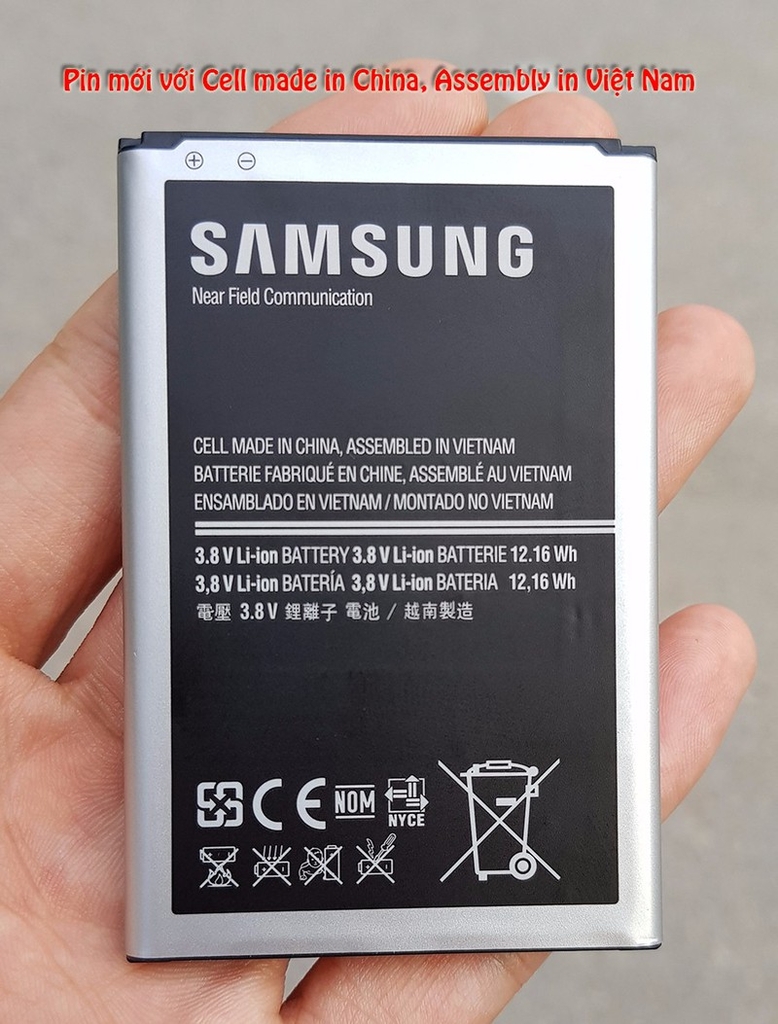 Pin mới với Cell made in China, Assembly in Việt Nam
SAMSUNG
Near Field Communication
CELL MADE IN CHINA, ASSEMBLED IN VIETNAM
BATTERIE FABRIQUÉ EN CHINE, ASSEMBLÉ AU VIETNAM
ENSAMBLADO EN VIETNAM / MONTADO NO VIETNAM
3.8 V Li-ion BATTERY 3.8 V Li-ion BATTERIE 12.16 Wh
3,8 V Li-ion BATERÍA 3,8 V Li-ion BATERIA 12,16 Wh
電壓 3.8 V 鋰離子 電池 / 越南製造
CE NOM NYCE